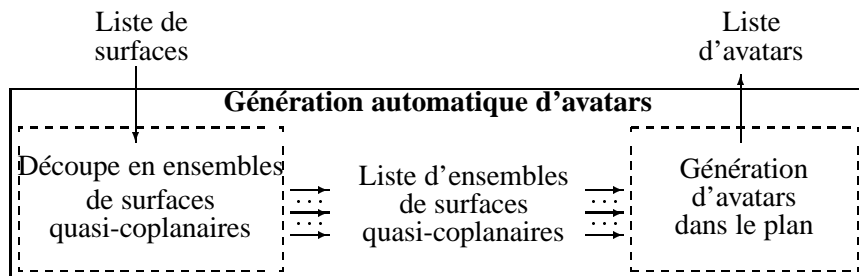 Liste de
surfaces
Liste
d'avatars
Génération automatique d'avatars
Découpe en ensembles
de surfaces
quasi-coplanaires
Liste d'ensembles
de surfaces
quasi-coplanaires
Génération
d'avatars
dans le plan